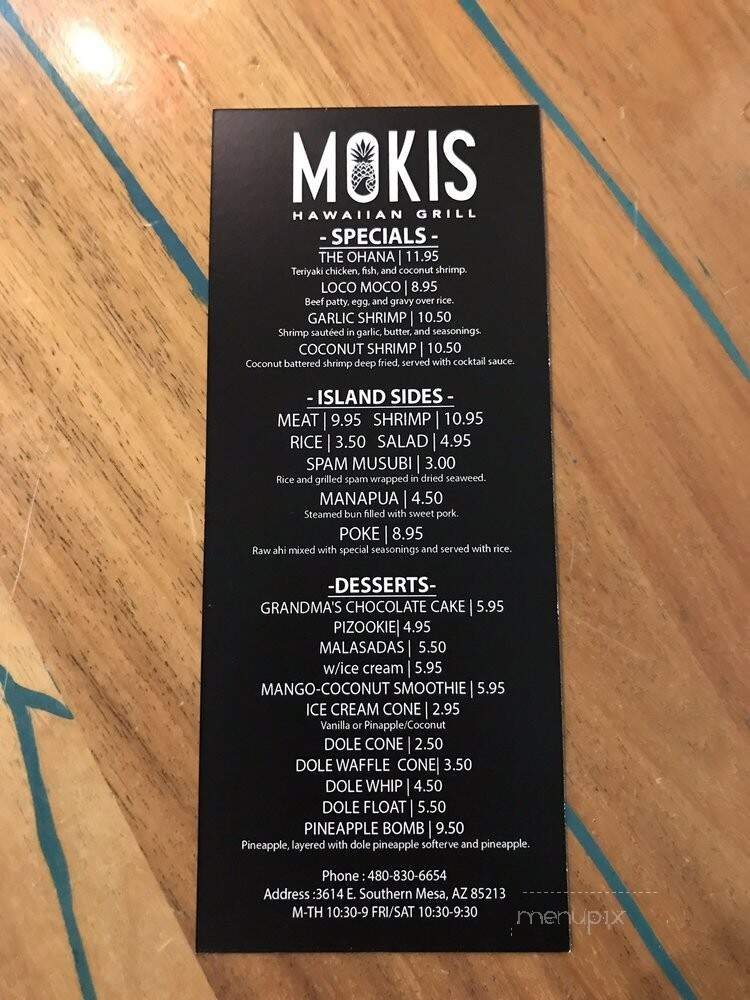 MOKIS
HAWAIIAN GRILL
- SPECIALS -
THE OHANA | 11.95
Teriyaki chicken, fish, and coconut shrimp.
LOCO MOCO | 8.95
Beef patty, egg, and gravy over rice.
GARLIC SHRIMP | 10.50
Shrimp sautéed in garlic, butter, and seasonings.
COCONUT SHRIMP | 10.50
Coconut battered shrimp deep fried, served with cocktail sauce.
- ISLAND SIDES -
MEAT | 9.95 SHRIMP | 10.95
RICE | 3.50 SALAD | 4.95
SPAM MUSUBI | 3.00
Rice and grilled spam wrapped in dried seaweed.
MANAPUA | 4.50
Steamed bun filled with sweet pork.
POKE | 8.95
Raw ahi mixed with special seasonings and served with rice.
-DESSERTS-
GRANDMA'S CHOCOLATE CAKE | 5.95
PIZOOKIE| 4.95
MALASADAS | 5.50
w/ice cream | 5.95
MANGO-COCONUT SMOOTHIE | 5.95
ICE CREAM CONE | 2.95
Vanilla or Pinapple/Coconut
DOLE CONE | 2.50
DOLE WAFFLE CONE| 3.50
DOLE WHIP | 4.50
DOLE FLOAT | 5.50
PINEAPPLE BOMB | 9.50
Pineapple, layered with dole pineapple softerve and pineapple.
Phone : 480-830-6654
Address :3614 E. Southern Mesa, AZ 85213
M-TH 10:30-9 FRI/SAT 10:30-9:30
menupix